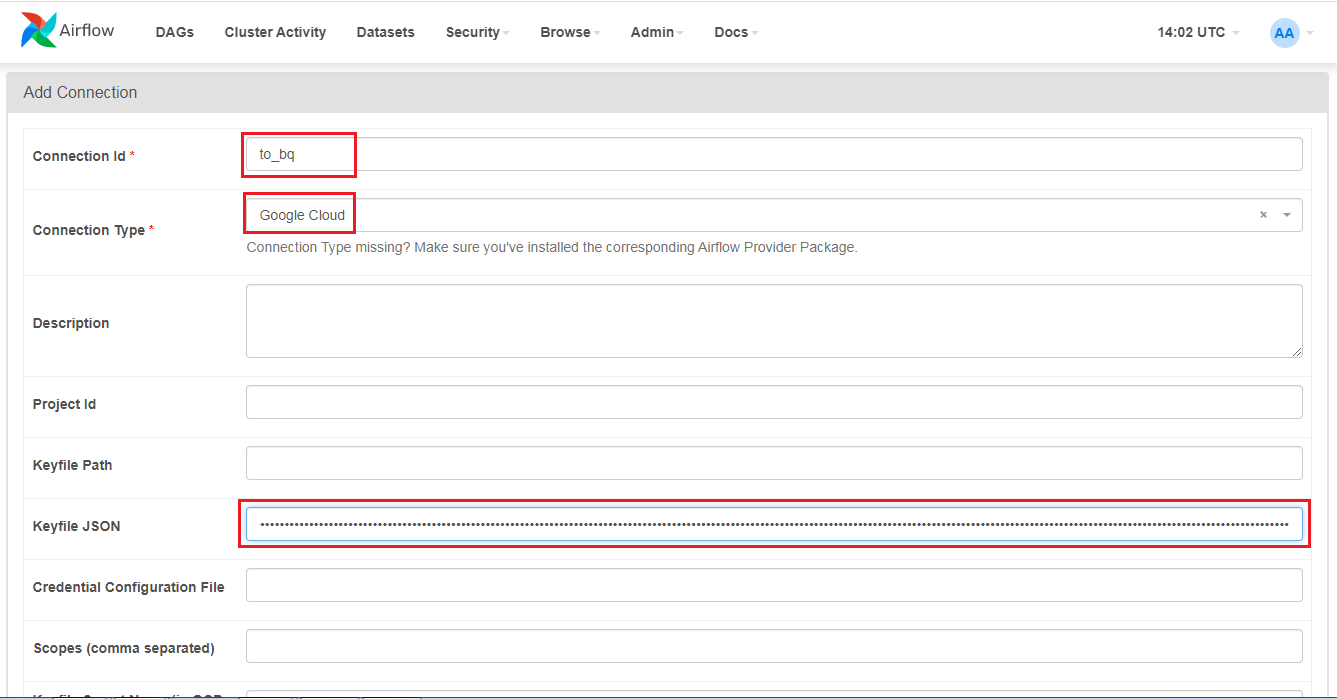 Airflow DAGs Cluster Activity Datasets Security Browse Admin Docs 14:02 UTC AA
Add Connection
Connection Id * to_bq
Connection Type * Google Cloud × 
Connection Type missing? Make sure you've installed the corresponding Airflow Provider Package.
Description
Project Id
Keyfile Path
Keyfile JSON
Credential Configuration File
Scopes (comma separated)